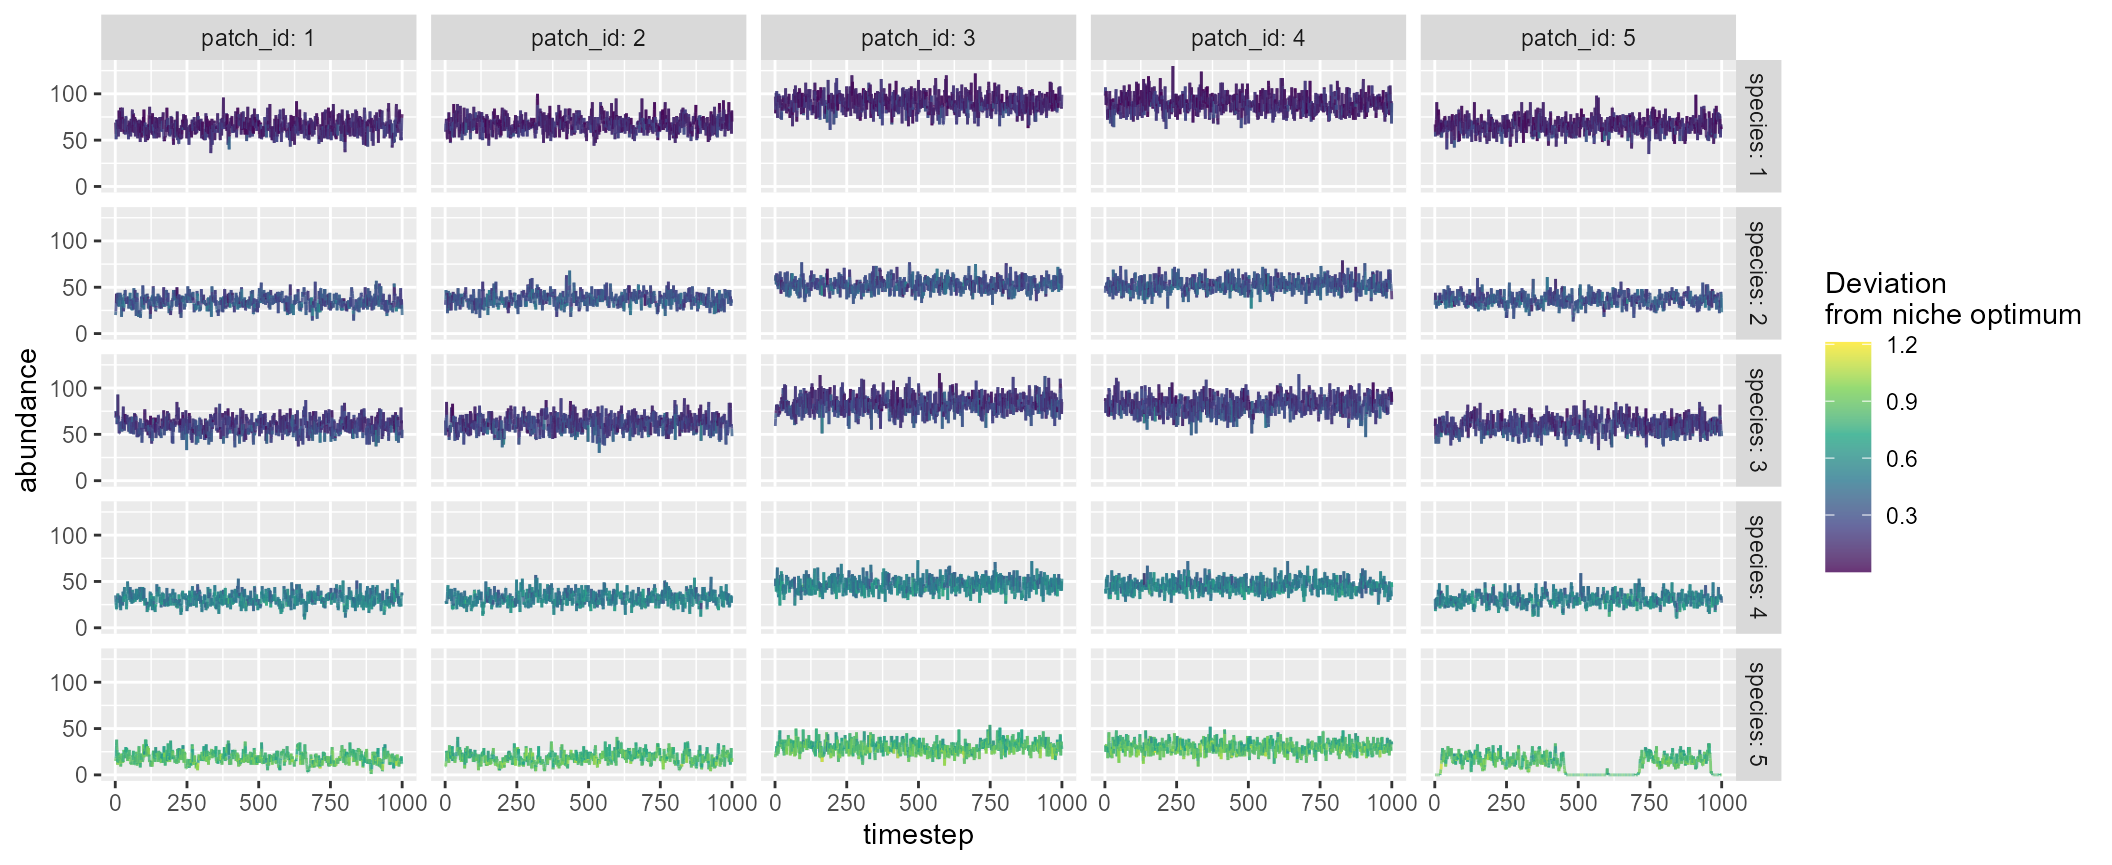 patch_id: 1 patch_id: 2 patch_id: 3 patch_id: 4 patch_id: 5
100
50
0
species: 1
100
50
0
species: 2
100
50
0
species: 3
100
50
0
species: 4
100
50
0
species: 5
0 250 500 750 1000 0 250 500 750 1000 0 250 500 750 1000 0 250 500 750 1000 0 250 500 750 1000
timestep
abundance
Deviation
from niche optimum
1.2
0.9
0.6
0.3